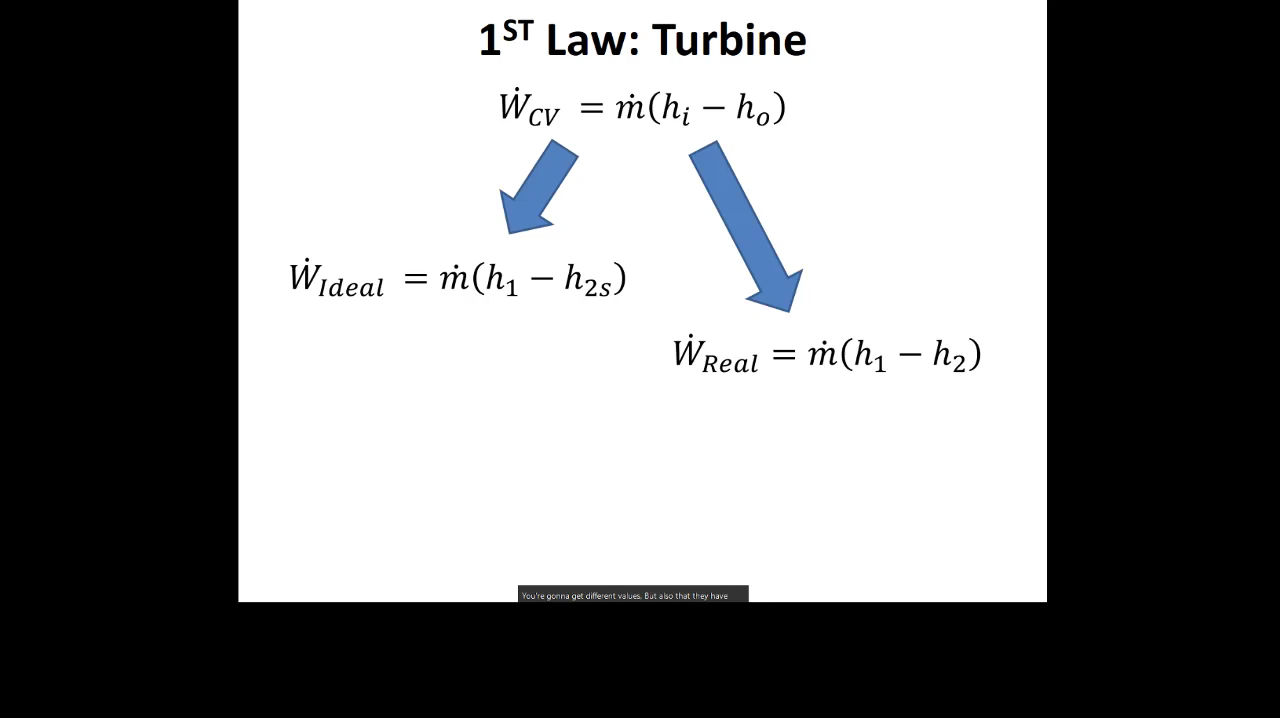 1ST Law: Turbine
Ẇ_CV = ṁ(h_i − h_o)
Ẇ_Ideal = ṁ(h_1 − h_2s)
Ẇ_Real = ṁ(h_1 − h_2)
You're gonna get different values. But also that they have